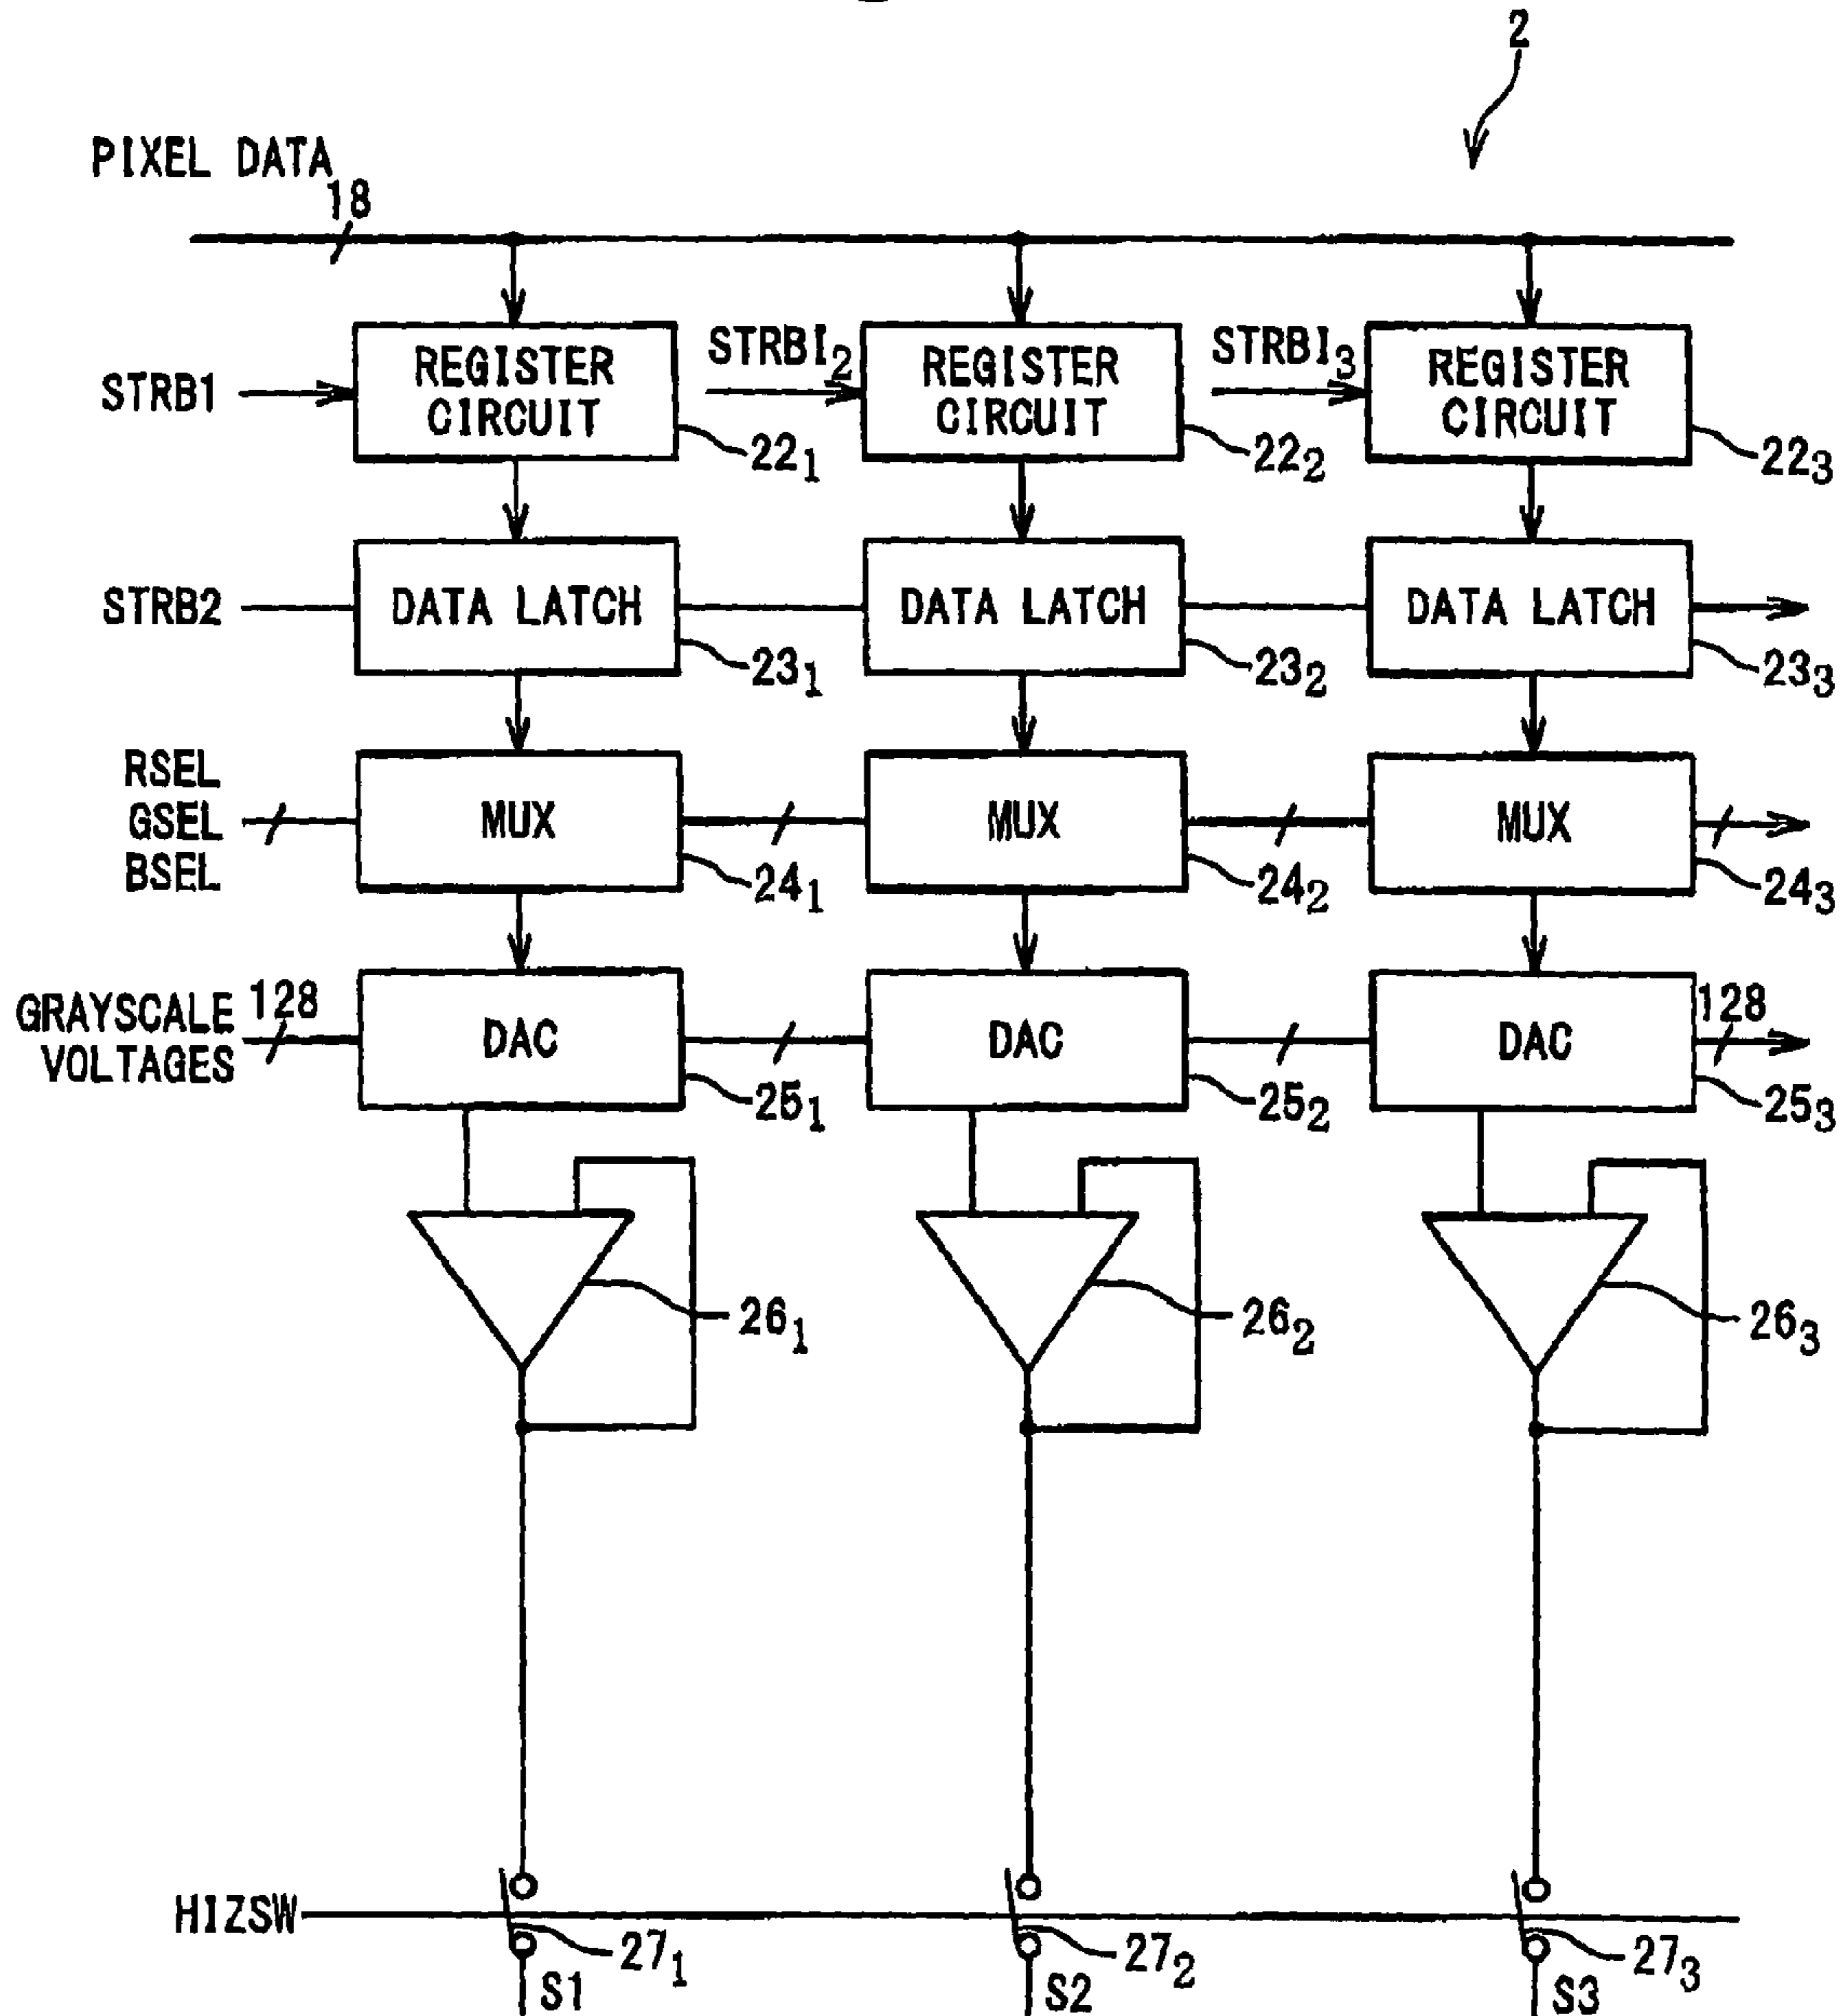 2
PIXEL DATA
18
STRB1
REGISTER
CIRCUIT
22₁
STRBI₂
REGISTER
CIRCUIT
22₂
STRBI₃
REGISTER
CIRCUIT
22₃
STRB2
DATA LATCH
23₁
DATA LATCH
23₂
DATA LATCH
23₃
RSEL
GSEL
BSEL
MUX
24₁
MUX
24₂
MUX
24₃
GRAYSCALE
VOLTAGES
128
DAC
25₁
DAC
25₂
DAC
128
25₃
26₁
26₂
26₃
HIZSW
27₁
27₂
27₃
S1
S2
S3